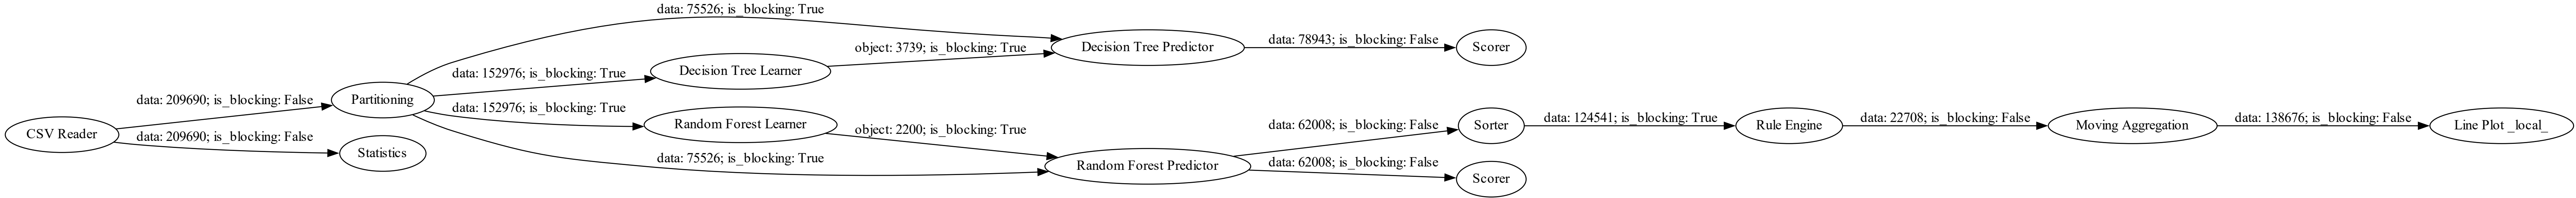 data: 75526; is_blocking: True
Decision Tree Predictor
data: 78943; is_blocking: False
Scorer
object: 3739; is_blocking: True
Decision Tree Learner
data: 152976; is_blocking: True
Partitioning
data: 209690; is_blocking: False
CSV Reader
data: 209690; is_blocking: False
Statistics
data: 152976; is_blocking: True
Random Forest Learner
object: 2200; is_blocking: True
data: 75526; is_blocking: True
Random Forest Predictor
data: 62008; is_blocking: False
Sorter
data: 124541; is_blocking: True
Rule Engine
data: 22708; is_blocking: False
Moving Aggregation
data: 138676; is_blocking: False
Line Plot _local_
data: 62008; is_blocking: False
Scorer